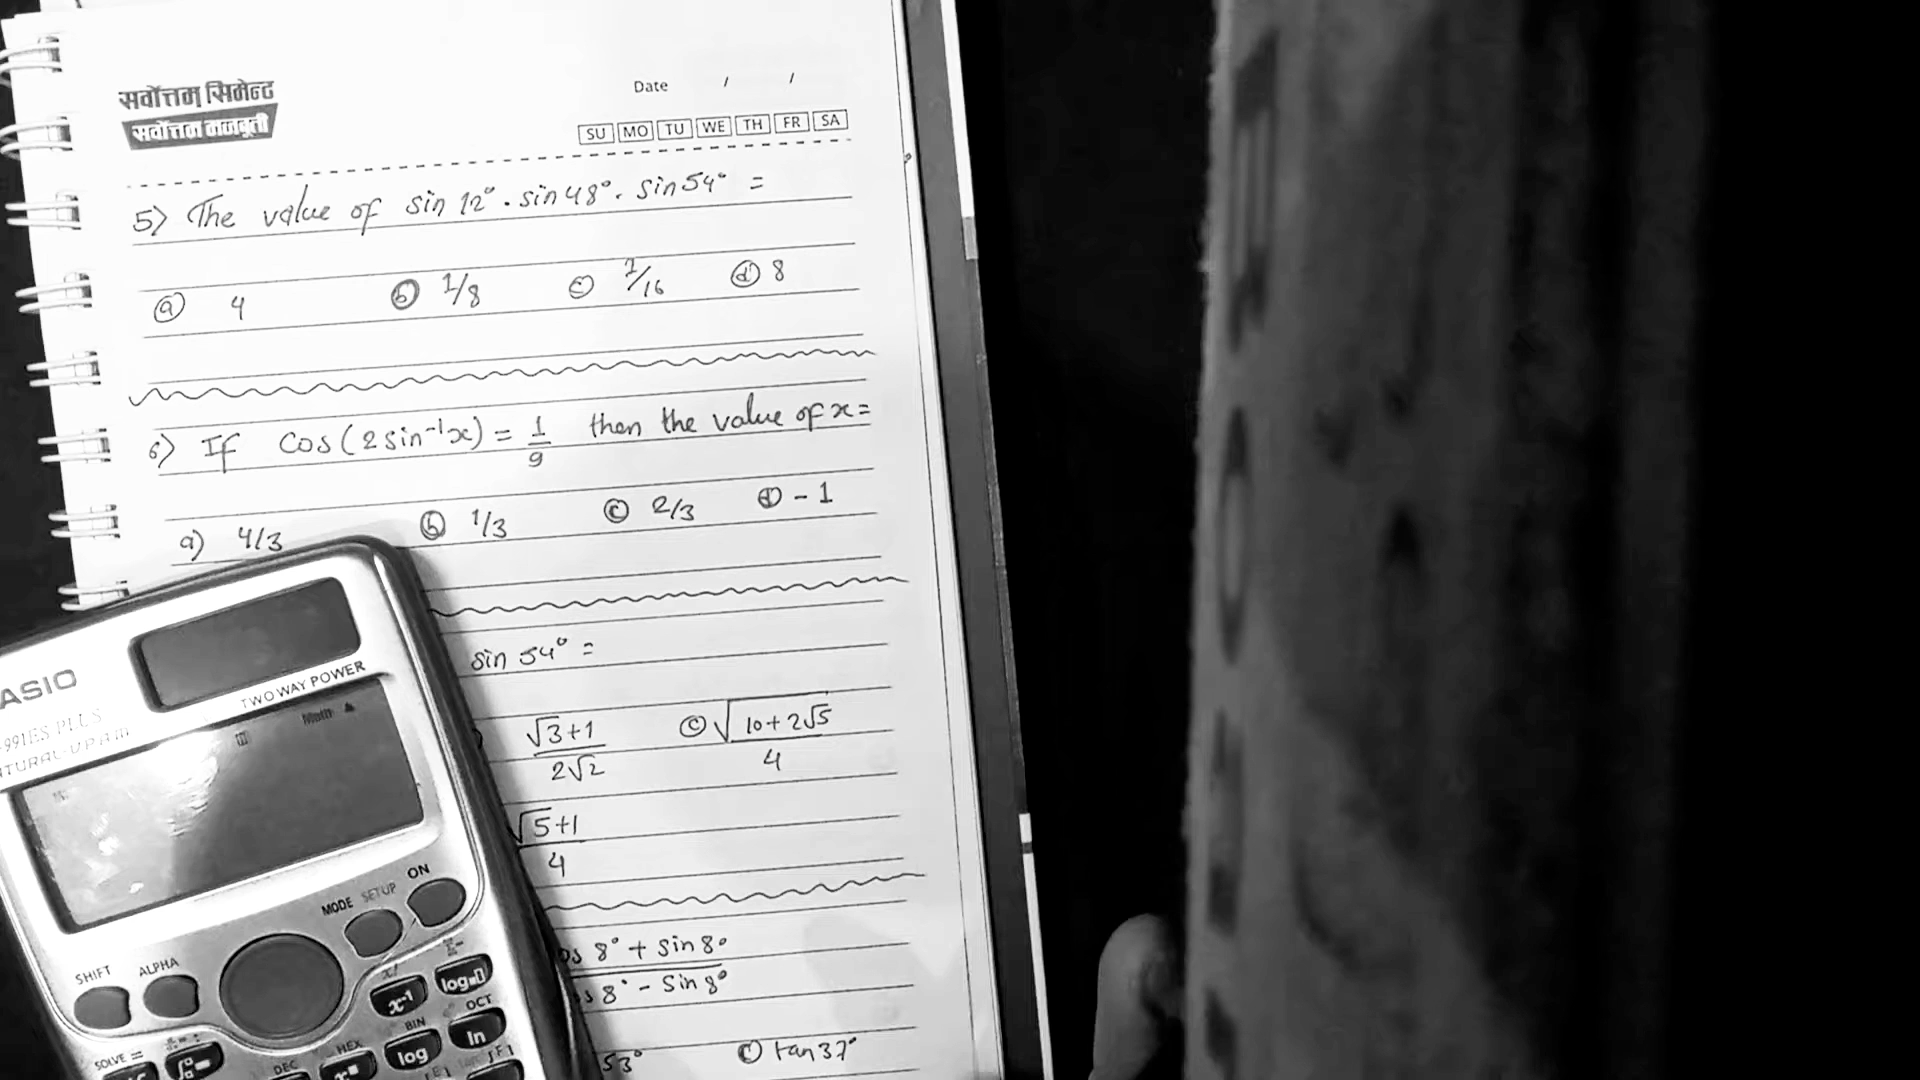 सर्वोत्तम् सिमेन्ट
सर्वोत्तम मजबूती
Date / /
SU MO TU WE TH FR SA
5) The value of sin 12° . sin 48° . sin 54° =
ⓐ 4 ⓑ 1/8 ⓒ 1/16 ⓓ 8
6) If cos(2 sin⁻¹x) = 1/9 then the value of x =
a) 4/3 ⓑ 1/3 ⓒ 2/3 ⓓ - 1
sin 54° =
√3+1 / 2√2 ⓒ √10+2√5 / 4
√5+1 / 4
os 8° + sin 8°
s 8° - sin 8°
53° ⓒ tan 37°
ASIO
TWO WAY POWER
-991ES PLUS
TURAL-V.P.A.M.
Math ▲
ON
MODE SETUP
SHIFT ALPHA
x! 
x⁻¹ log
SOLVE = BIN OCT
DEC HEX log ln